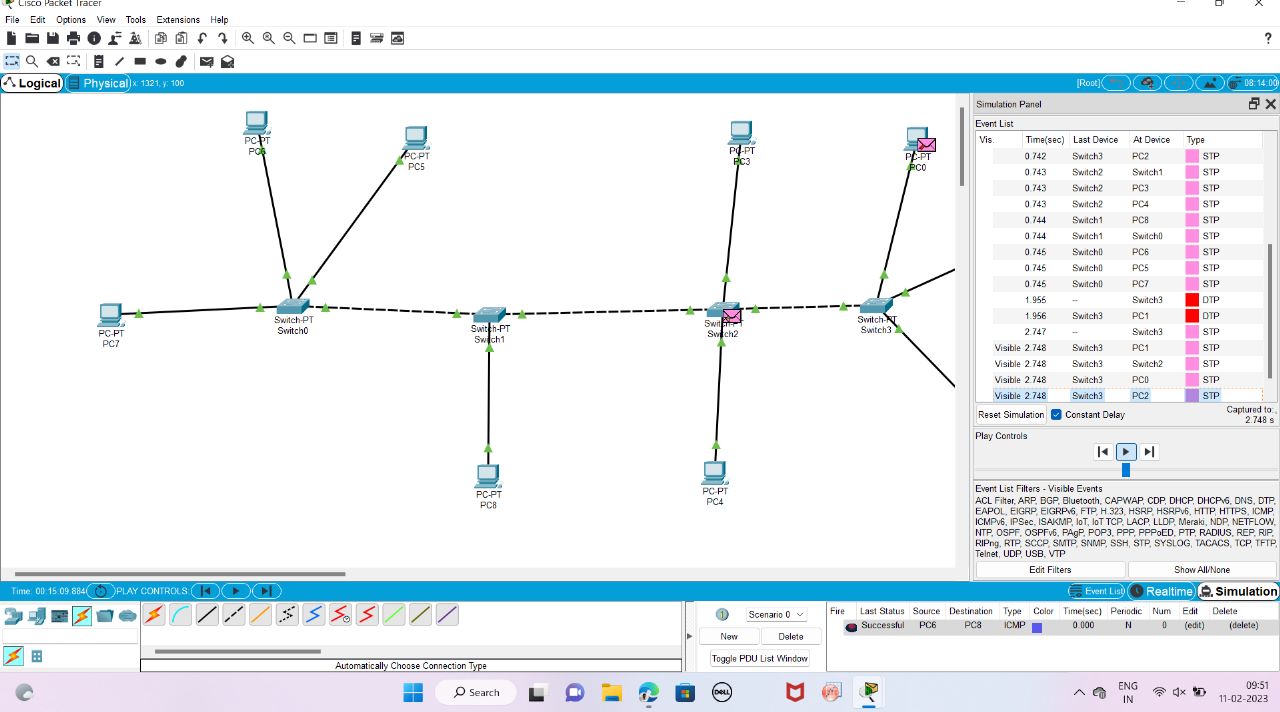 Cisco Packet Tracer
File Edit Options View Tools Extensions Help
?
Logical Physical x: 1321, y: 100 [Root] 08:14:00
PC-PT
PC6
PC-PT
PC5
PC-PT
PC3
PC-PT
PC0
PC-PT
PC7
Switch-PT
Switch0
Switch-PT
Switch1
Switch-PT
Switch2
Switch-PT
Switch3
PC-PT
PC8
PC-PT
PC4
Simulation Panel
Event List
Vis. Time(sec) Last Device At Device Type
0.742 Switch3 PC2 STP
0.743 Switch2 Switch1 STP
0.743 Switch2 PC3 STP
0.743 Switch2 PC4 STP
0.744 Switch1 PC8 STP
0.744 Switch1 Switch0 STP
0.745 Switch0 PC6 STP
0.745 Switch0 PC5 STP
0.745 Switch0 PC7 STP
1.955 -- Switch3 DTP
1.956 Switch3 PC1 DTP
2.747 -- Switch3 STP
Visible 2.748 Switch3 PC1 STP
Visible 2.748 Switch3 Switch2 STP
Visible 2.748 Switch3 PC0 STP
Visible 2.748 Switch3 PC2 STP
Reset Simulation Constant Delay Captured to:
2.748 s
Play Controls
Event List Filters - Visible Events
ACL Filter, ARP, BGP, Bluetooth, CAPWAP, CDP, DHCP, DHCPv6, DNS, DTP,
EAPOL, EIGRP, EIGRPv6, FTP, H.323, HSRP, HSRPv6, HTTP, HTTPS, ICMP,
ICMPv6, IPSec, ISAKMP, IoT, IoT TCP, LACP, LLDP, Meraki, NDP, NETFLOW,
NTP, OSPF, OSPFv6, PAgP, POP3, PPP, PPPoED, PTP, RADIUS, REP, RIP,
RIPng, RTP, SCCP, SMTP, SNMP, SSH, STP, SYSLOG, TACACS, TCP, TFTP,
Telnet, UDP, USB, VTP
Edit Filters Show All/None
Time: 00:15:09.884 PLAY CONTROLS: Event List Realtime Simulation
Automatically Choose Connection Type
Scenario 0
New Delete
Toggle PDU List Window
Fire Last Status Source Destination Type Color Time(sec) Periodic Num Edit Delete
Successful PC6 PC8 ICMP 0.000 N 0 (edit) (delete)
Search
DELL
ENG
IN
09:51
11-02-2023